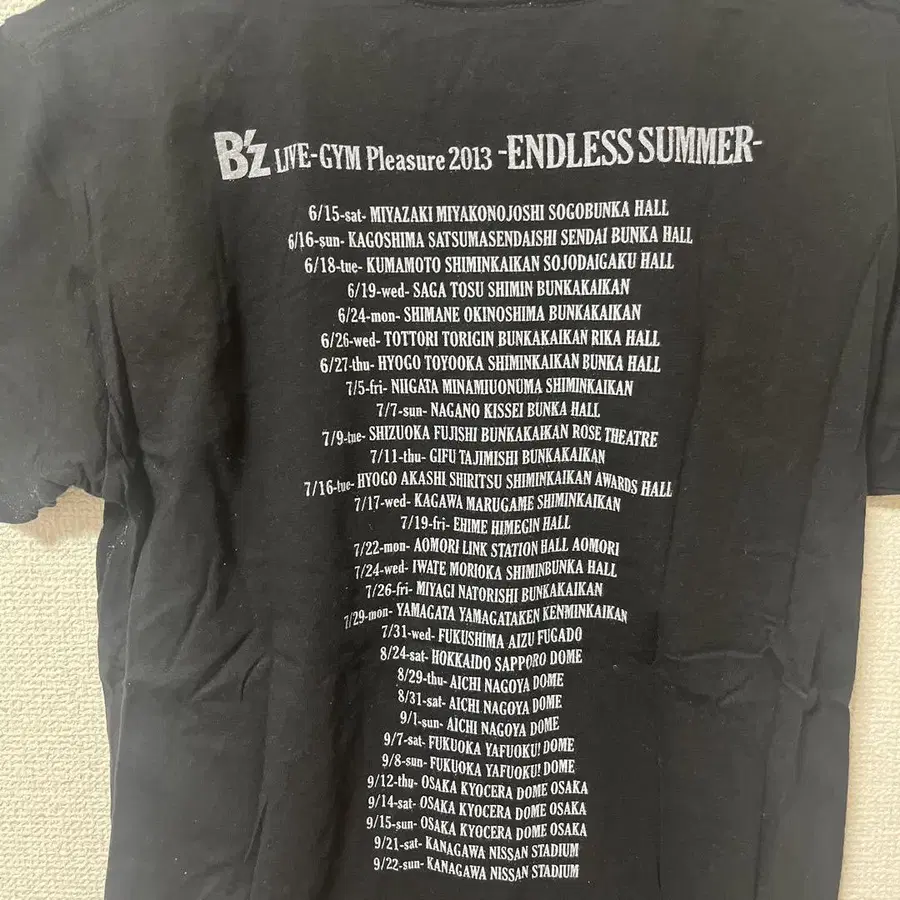 B'z LIVE-GYM Pleasure 2013 -ENDLESS SUMMER-
6/15-sat- MIYAZAKI MIYAKONOJOSHI SOGOBUNKA HALL
6/16-sun- KAGOSHIMA SATSUMASENDAISHI SENDAI BUNKA HALL
6/18-tue- KUMAMOTO SHIMINKAIKAN SOJODAIGAKU HALL
6/19-wed- SAGA TOSU SHIMIN BUNKAKAIKAN
6/24-mon- SHIMANE OKINOSHIMA BUNKAKAIKAN
6/26-wed- TOTTORI TORIGIN BUNKAKAIKAN RIKA HALL
6/27-thu- HYOGO TOYOOKA SHIMINKAIKAN BUNKA HALL
7/5-fri- NIIGATA MINAMIUONUMA SHIMINKAIKAN
7/7-sun- NAGANO KISSEI BUNKA HALL
7/9-tue- SHIZUOKA FUJISHI BUNKAKAIKAN ROSE THEATRE
7/11-thu- GIFU TAJIMISHI BUNKAKAIKAN
7/16-tue- HYOGO AKASHI SHIRITSU SHIMINKAIKAN AWARDS HALL
7/17-wed- KAGAWA MARUGAME SHIMINKAIKAN
7/19-fri- EHIME HIMEGIN HALL
7/22-mon- AOMORI LINK STATION HALL AOMORI
7/24-wed- IWATE MORIOKA SHIMINBUNKA HALL
7/26-fri- MIYAGI NATORISHI BUNKAKAIKAN
7/29-mon- YAMAGATA YAMAGATAKEN KENMINKAIKAN
7/31-wed- FUKUSHIMA AIZU FUGADO
8/24-sat- HOKKAIDO SAPPORO DOME
8/29-thu- AICHI NAGOYA DOME
8/31-sat- AICHI NAGOYA DOME
9/1-sun- AICHI NAGOYA DOME
9/7-sat- FUKUOKA YAFUOKU! DOME
9/8-sun- FUKUOKA YAFUOKU! DOME
9/12-thu- OSAKA KYOCERA DOME OSAKA
9/14-sat- OSAKA KYOCERA DOME OSAKA
9/15-sun- OSAKA KYOCERA DOME OSAKA
9/21-sat- KANAGAWA NISSAN STADIUM
9/22-sun- KANAGAWA NISSAN STADIUM